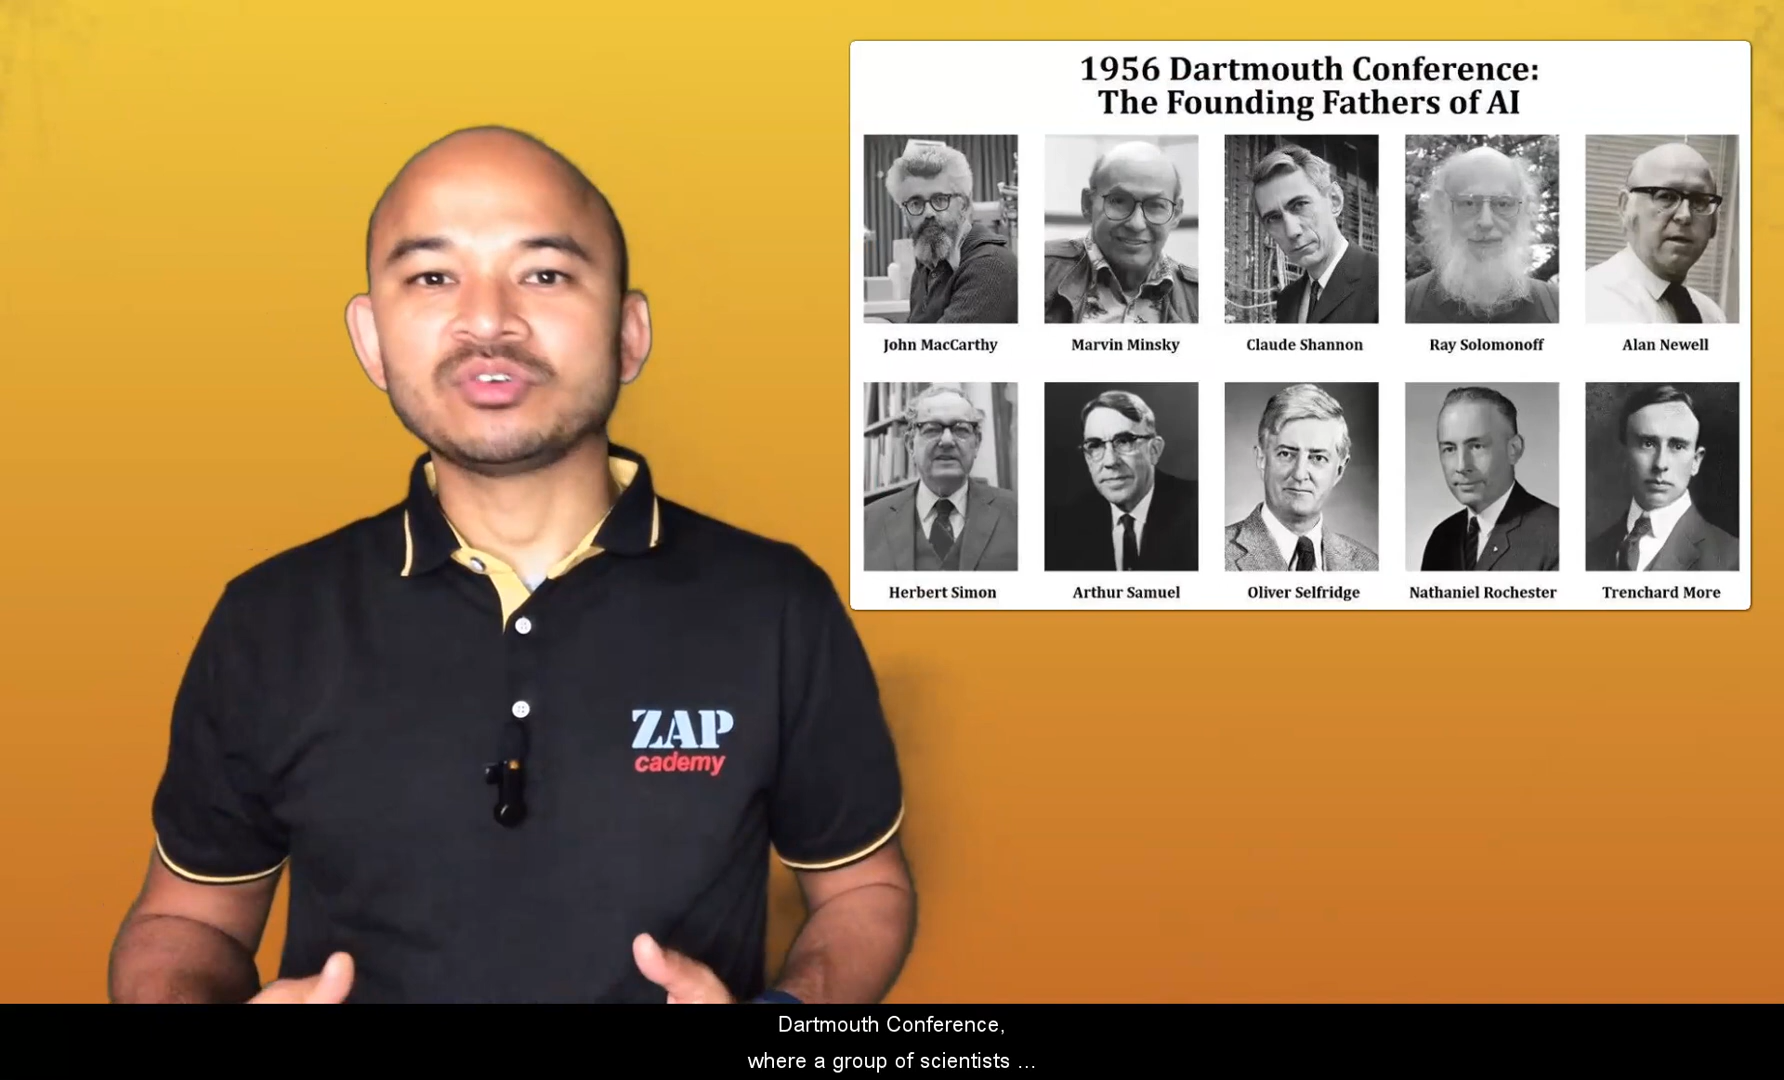 1956 Dartmouth Conference:
The Founding Fathers of AI
John MacCarthy
Marvin Minsky
Claude Shannon
Ray Solomonoff
Alan Newell
Herbert Simon
Arthur Samuel
Oliver Selfridge
Nathaniel Rochester
Trenchard More
ZAP
cademy
Dartmouth Conference,
where a group of scientists ...